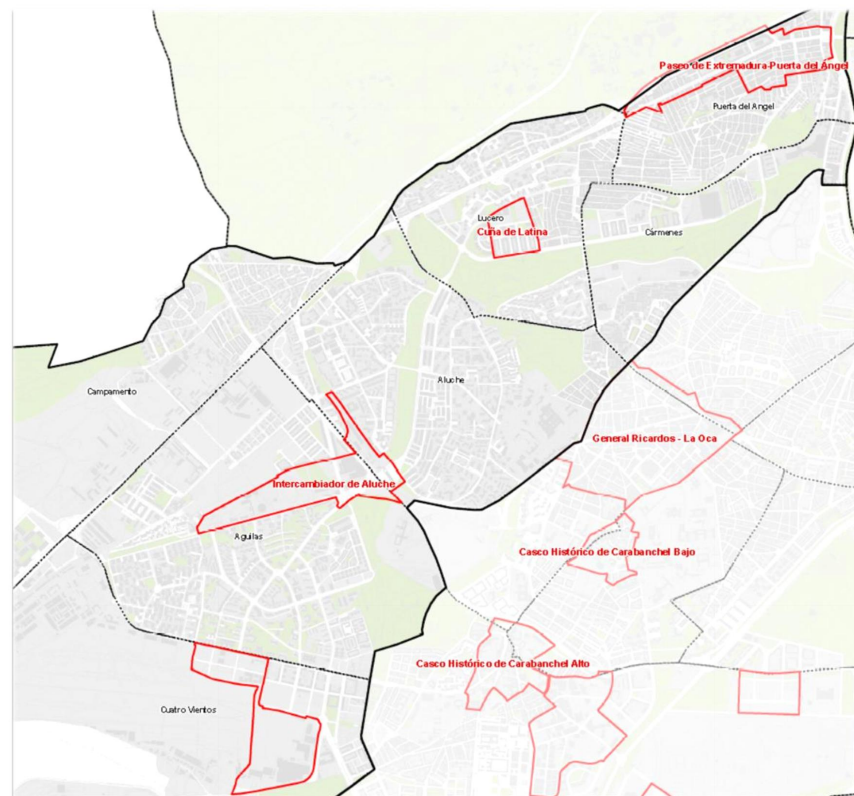 Paseo de Extremadura-Puerta del Ángel
Puerta del Angel
Lucero
Cuña de Latina
Cármenes
Aluche
Campamento
General Ricardos - La Oca
Intercambiador de Aluche
Aguilas
Casco Histórico de Carabanchel Bajo
Casco Histórico de Carabanchel Alto
Cuatro Vientos